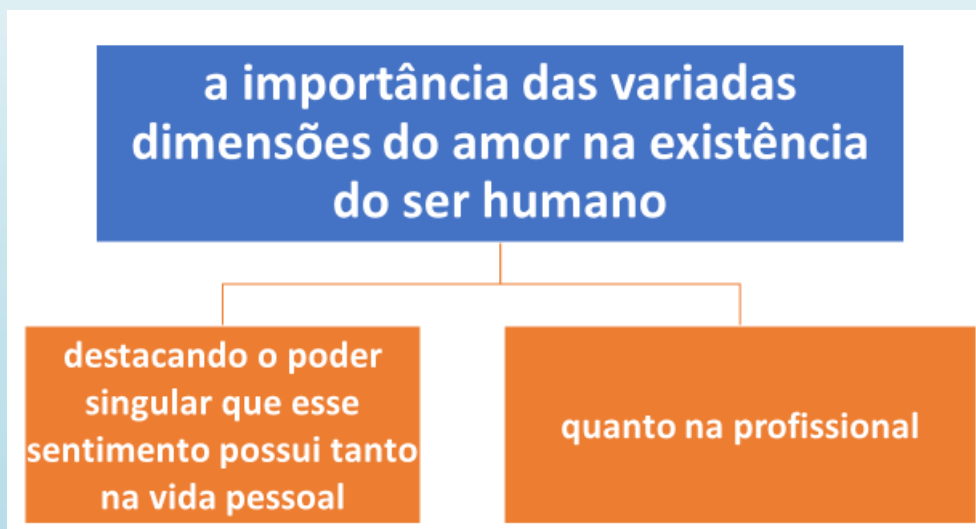 a importância das variadas
dimensões do amor na existência
do ser humano
destacando o poder
singular que esse
sentimento possui tanto
na vida pessoal
quanto na profissional